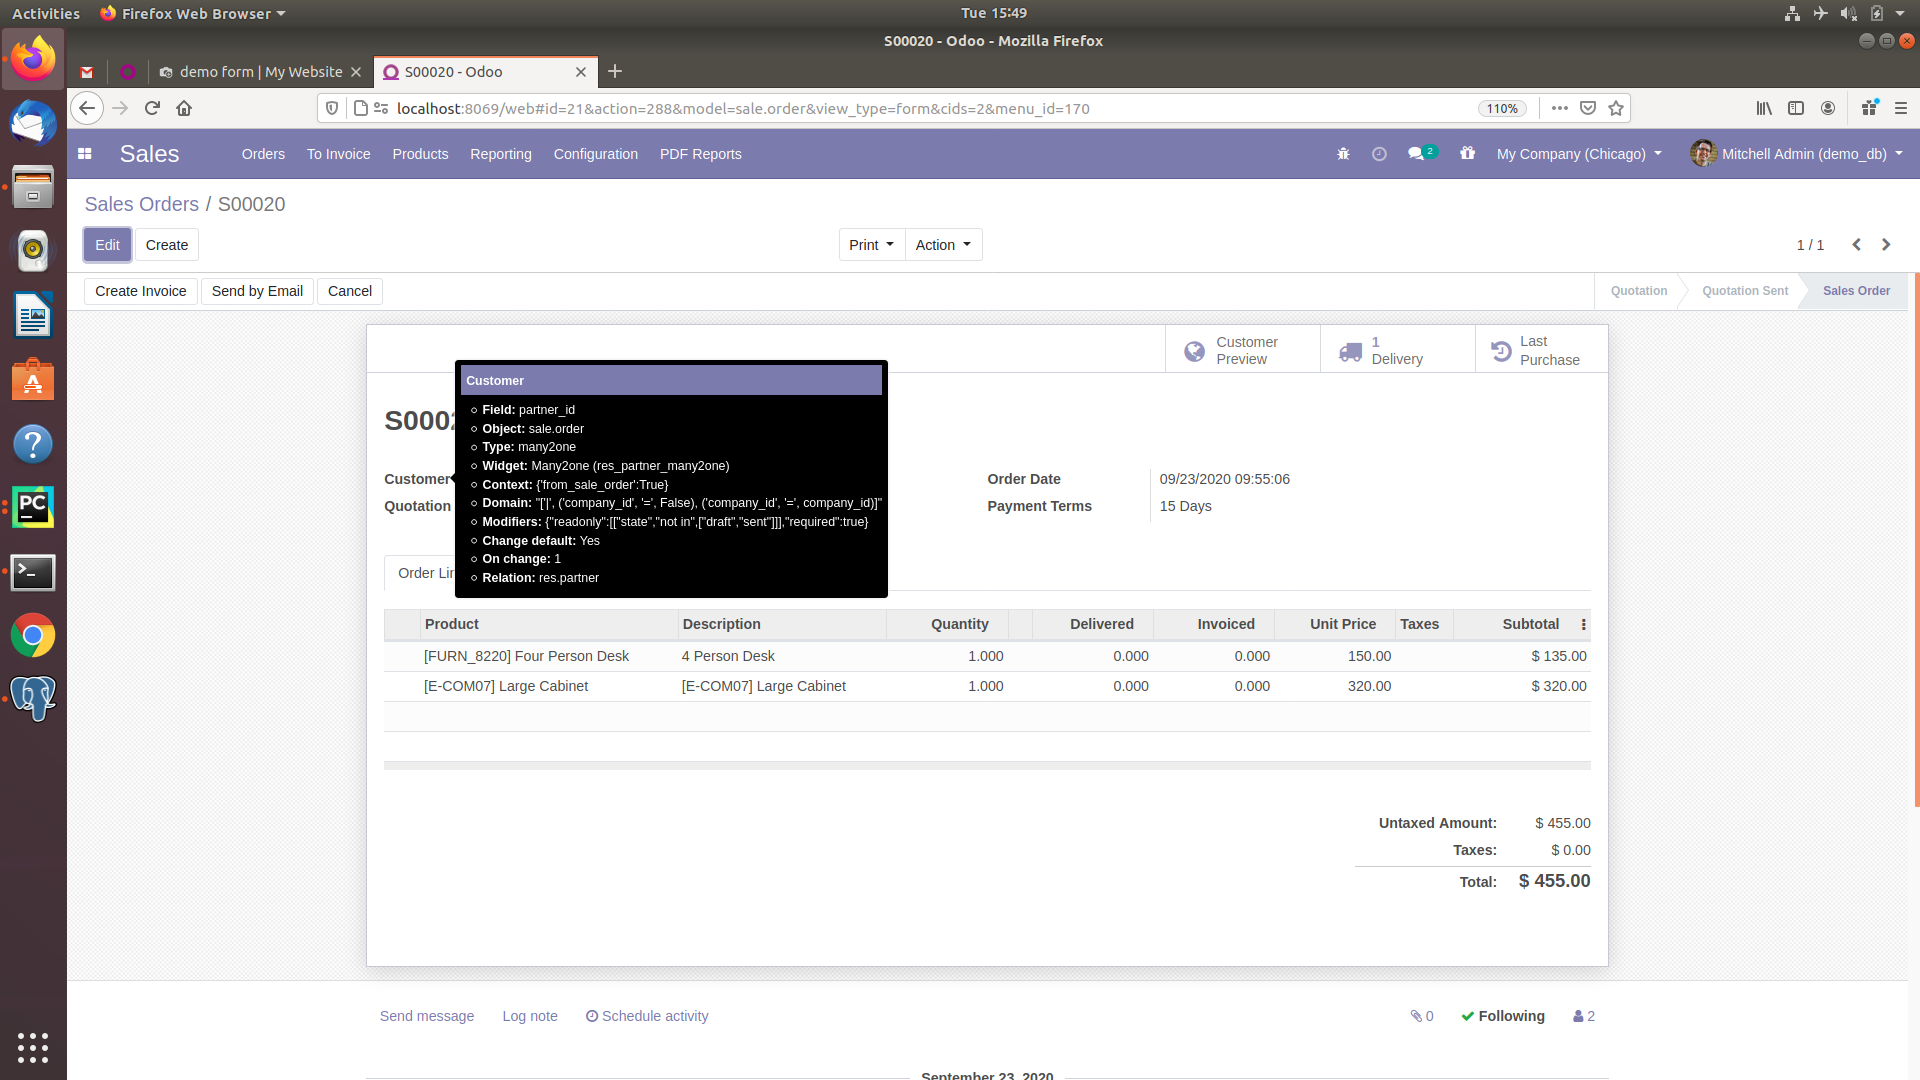 Activities Firefox Web Browser Tue 15:49
S00020 - Odoo - Mozilla Firefox
demo form | My Website S00020 - Odoo
localhost:8069/web#id=21&action=288&model=sale.order&view_type=form&cids=2&menu_id=170 110%
Sales Orders To Invoice Products Reporting Configuration PDF Reports 2 My Company (Chicago) Mitchell Admin (demo_db)
Sales Orders / S00020
Edit Create Print Action 1 / 1
Create Invoice Send by Email Cancel Quotation Quotation Sent Sales Order
Customer Preview 1 Delivery Last Purchase
Customer
Field: partner_id
Object: sale.order
Type: many2one
Widget: Many2one (res_partner_many2one)
Context: {'from_sale_order':True}
Domain: "['|', ('company_id', '=', False), ('company_id', '=', company_id)]"
Modifiers: {"readonly":[["state","not in",["draft","sent"]]],"required":true}
Change default: Yes
On change: 1
Relation: res.partner
Customer Order Date 09/23/2020 09:55:06
Quotation Payment Terms 15 Days
Product Description Quantity Delivered Invoiced Unit Price Taxes Subtotal
[FURN_8220] Four Person Desk 4 Person Desk 1.000 0.000 0.000 150.00 $ 135.00
[E-COM07] Large Cabinet [E-COM07] Large Cabinet 1.000 0.000 0.000 320.00 $ 320.00
Untaxed Amount: $ 455.00
Taxes: $ 0.00
Total: $ 455.00
Send message Log note Schedule activity 0 Following 2
September 23, 2020